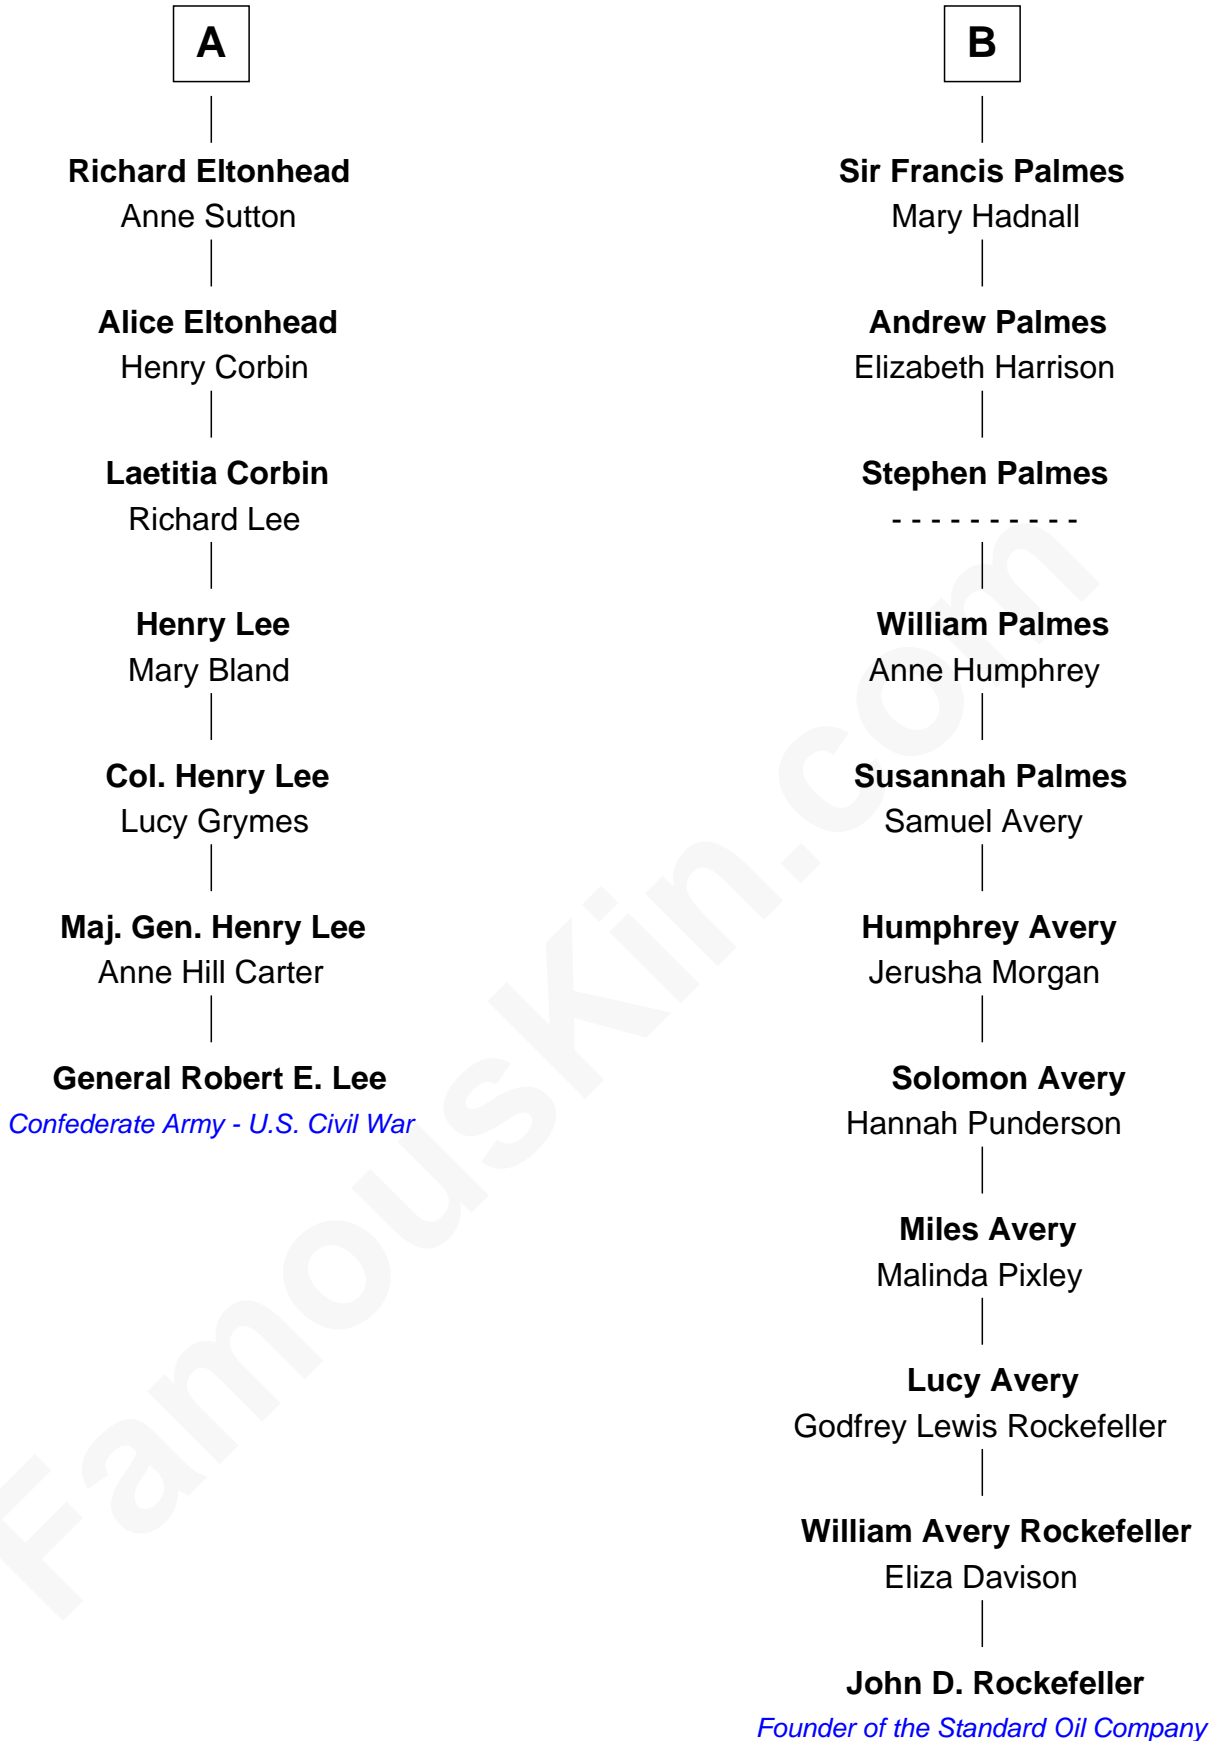 A
Richard Eltonhead
Anne Sutton
Alice Eltonhead
Henry Corbin
Laetitia Corbin
Richard Lee
Henry Lee
Mary Bland
Col. Henry Lee
Lucy Grymes
Maj. Gen. Henry Lee
Anne Hill Carter
General Robert E. Lee
Confederate Army - U.S. Civil War
B
Sir Francis Palmes
Mary Hadnall
Andrew Palmes
Elizabeth Harrison
Stephen Palmes
- - - - - - - - - -
William Palmes
Anne Humphrey
Susannah Palmes
Samuel Avery
Humphrey Avery
Jerusha Morgan
Solomon Avery
Hannah Punderson
Miles Avery
Malinda Pixley
Lucy Avery
Godfrey Lewis Rockefeller
William Avery Rockefeller
Eliza Davison
John D. Rockefeller
Founder of the Standard Oil Company
FamousKin.com